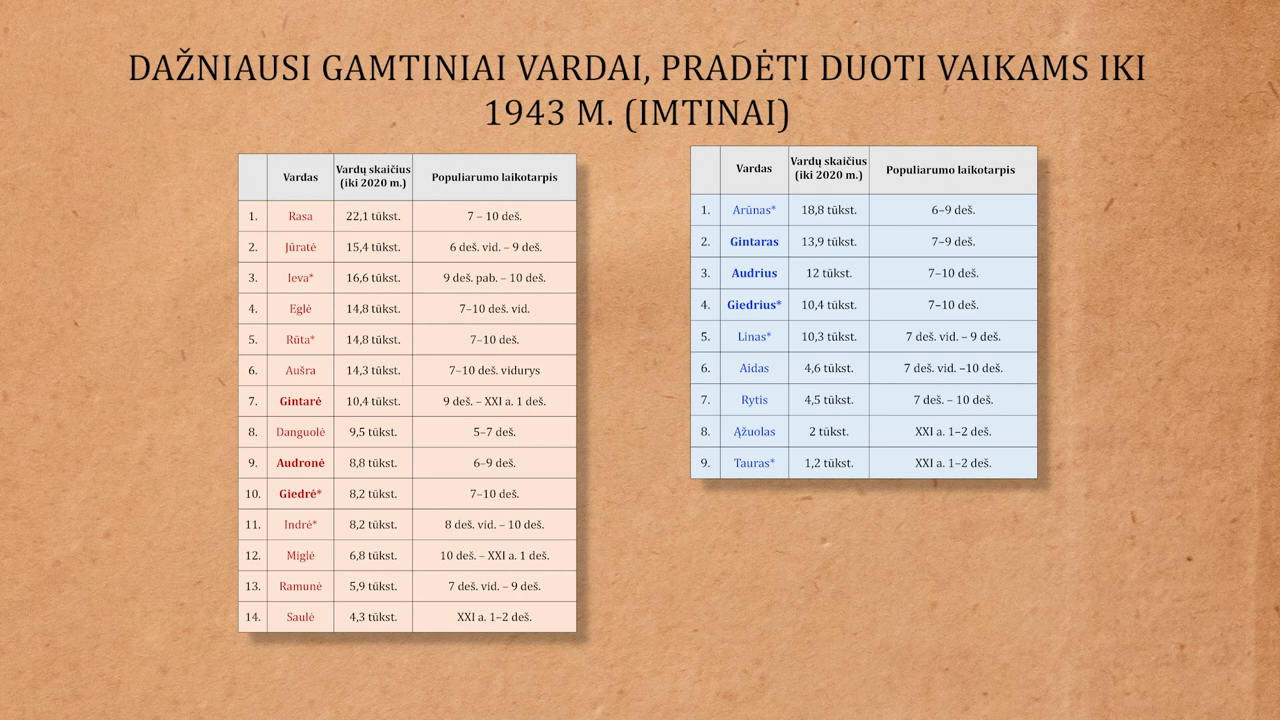 DAŽNIAUSI GAMTINIAI VARDAI, PRADĖTI DUOTI VAIKAMS IKI
1943 M. (IMTINAI)
Vardas Vardų skaičius (iki 2020 m.) Populiarumo laikotarpis
1. Rasa 22,1 tūkst. 7 – 10 deš.
2. Jūratė 15,4 tūkst. 6 deš. vid. – 9 deš.
3. Ieva* 16,6 tūkst. 9 deš. pab. – 10 deš.
4. Eglė 14,8 tūkst. 7–10 deš. vid.
5. Rūta* 14,8 tūkst. 7–10 deš.
6. Aušra 14,3 tūkst. 7–10 deš. vidurys
7. Gintarė 10,4 tūkst. 9 deš. – XXI a. 1 deš.
8. Danguolė 9,5 tūkst. 5–7 deš.
9. Audronė 8,8 tūkst. 6–9 deš.
10. Giedrė* 8,2 tūkst. 7–10 deš.
11. Indrė* 8,2 tūkst. 8 deš. vid. – 10 deš.
12. Miglė 6,8 tūkst. 10 deš. – XXI a. 1 deš.
13. Ramunė 5,9 tūkst. 7 deš. vid. – 9 deš.
14. Saulė 4,3 tūkst. XXI a. 1–2 deš.
Vardas Vardų skaičius (iki 2020 m.) Populiarumo laikotarpis
1. Arūnas* 18,8 tūkst. 6–9 deš.
2. Gintaras 13,9 tūkst. 7–9 deš.
3. Audrius 12 tūkst. 7–10 deš.
4. Giedrius* 10,4 tūkst. 7–10 deš.
5. Linas* 10,3 tūkst. 7 deš. vid. – 9 deš.
6. Aidas 4,6 tūkst. 7 deš. vid. –10 deš.
7. Rytis 4,5 tūkst. 7 deš. – 10 deš.
8. Ąžuolas 2 tūkst. XXI a. 1–2 deš.
9. Tauras* 1,2 tūkst. XXI a. 1–2 deš.